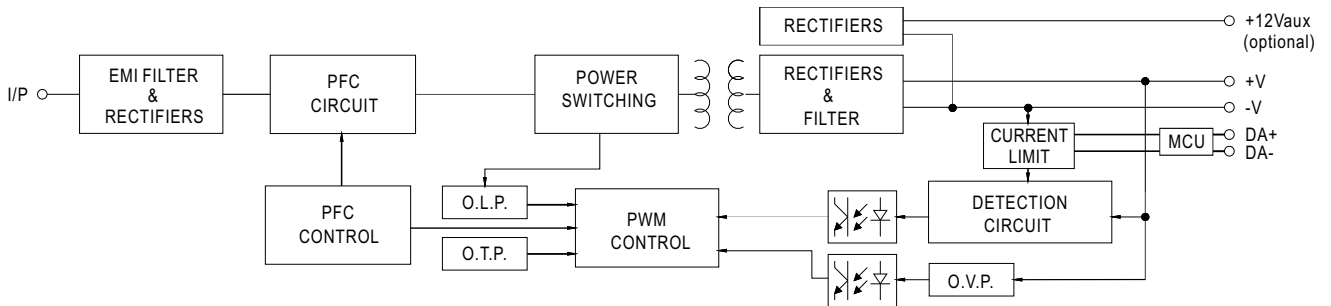 RECTIFIERS
+12Vaux
(optional)
I/P
EMI FILTER
&
RECTIFIERS
PFC
CIRCUIT
POWER
SWITCHING
RECTIFIERS
&
FILTER
+V
-V
CURRENT
LIMIT
MCU
DA+
DA-
PFC
CONTROL
O.L.P.
O.T.P.
PWM
CONTROL
DETECTION
CIRCUIT
O.V.P.